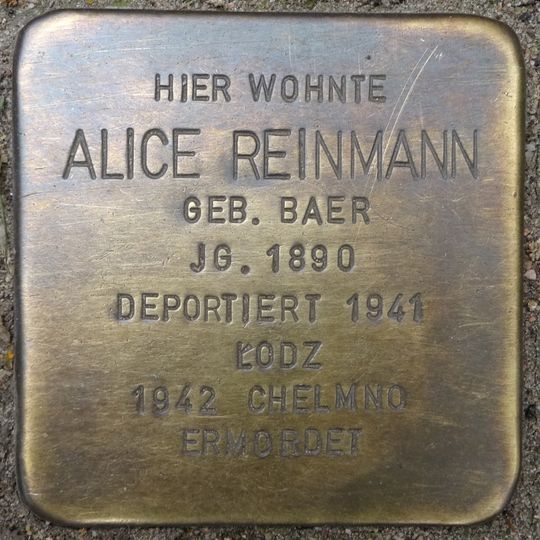 HIER WOHNTE
ALICE REINMANN
GEB. BAER
JG. 1890
DEPORTIERT 1941
ŁODZ
1942 CHELMNO
ERMORDET